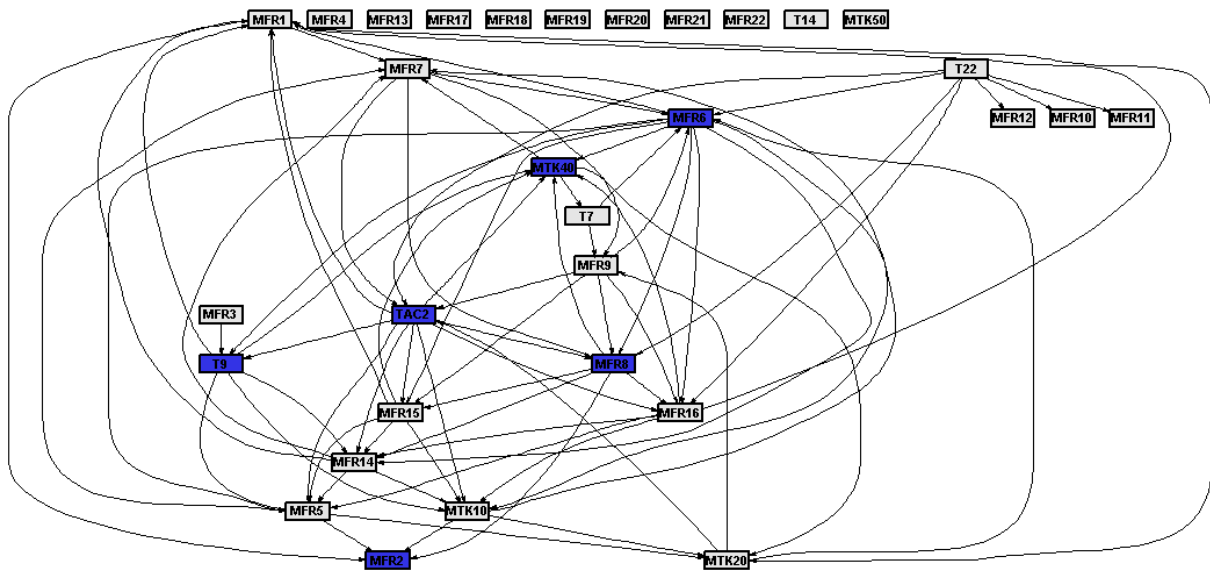 MFR1 MFR4 MFR13 MFR17 MFR18 MFR19 MFR20 MFR21 MFR22 T14 MTK50
MFR7 T22
MFR6 MFR12 MFR10 MFR11
MTK40
T7
MFR9
MFR3 TAC2
T9 MFR8
MFR15 MFR16
MFR14
MFR5 MTK10
MFR2 MTK20